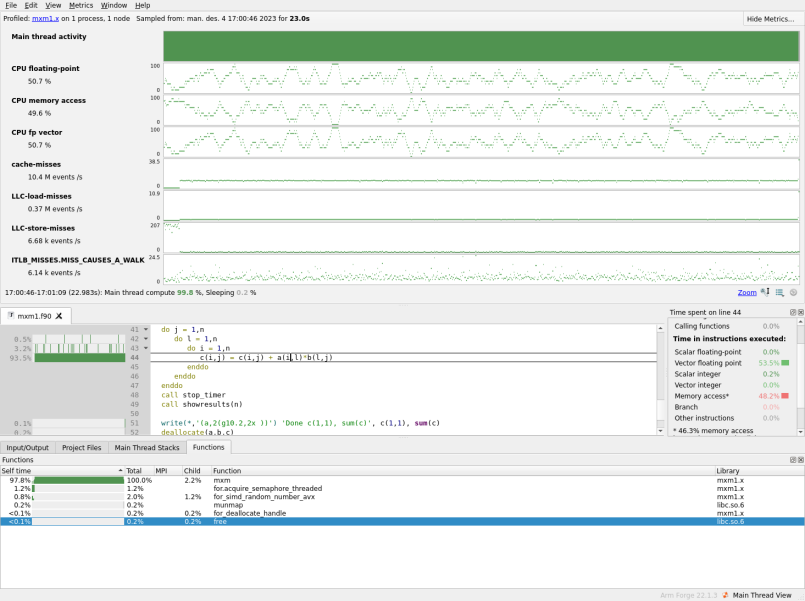 File Edit View Metrics Window Help
Profiled: mxm1.x on 1 process, 1 node Sampled from: man. des. 4 17:00:46 2023 for 23.0s
Hide Metrics...
Main thread activity
CPU floating-point
50.7 %
100
0
CPU memory access
49.6 %
100
0
CPU fp vector
50.7 %
100
0
cache-misses
10.4 M events /s
38.5
0
LLC-load-misses
0.37 M events /s
10.9
0
LLC-store-misses
6.68 k events /s
207
0
ITLB_MISSES.MISS_CAUSES_A_WALK
6.14 k events /s
24.5
0
17:00:46-17:01:09 (22.983s): Main thread compute 99.8 %, Sleeping 0.2 %
Zoom
mxm1.f90
41 do j = 1,n
0.5% 42 do l = 1,n
3.2% 43 do i = 1,n
93.5% 44 c(i,j) = c(i,j) + a(i,l)*b(l,j)
45 enddo
46 enddo
47 enddo
48 call stop_timer
49 call showresults(n)
50
0.1% 51 write(*,'(a,2(g10.2,2x ))') 'Done c(1,1), sum(c)', c(1,1), sum(c)
0.2% 52 deallocate(a,b,c)
Time spent on line 44
Calling functions 0.0%
Time in instructions executed:
Scalar floating-point 0.0%
Vector floating point 53.5%
Scalar integer 0.2%
Vector integer 0.0%
Memory access* 48.2%
Branch 0.0%
Other instructions 0.0%
* 46.3% memory access
Input/Output Project Files Main Thread Stacks Functions
Functions
Self time Total MPI Child Function Library
97.8% 100.0% 2.2% mxm mxm1.x
1.2% 1.2% for.acquire_semaphore_threaded mxm1.x
0.8% 2.0% 1.2% for_simd_random_number_avx mxm1.x
0.2% 0.2% munmap libc.so.6
<0.1% 0.2% 0.2% for_deallocate_handle mxm1.x
<0.1% 0.2% 0.2% free libc.so.6
Arm Forge 22.1.3 Main Thread View